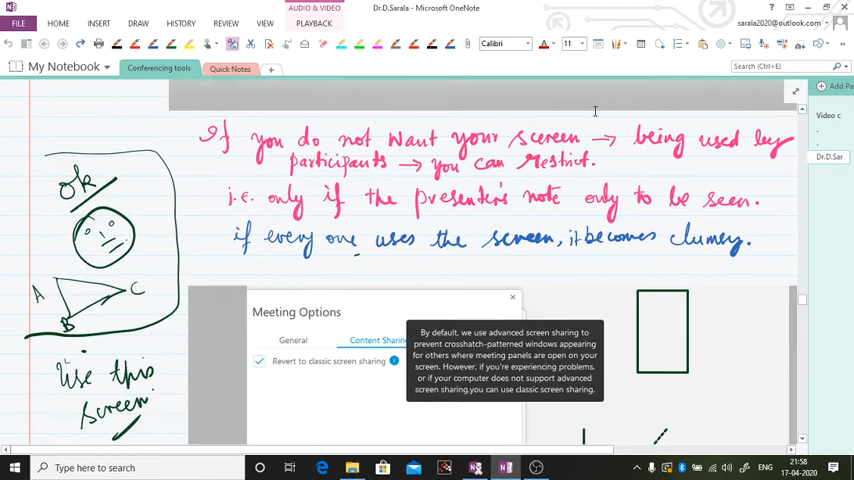 AUDIO & VIDEO
Dr.D.Sarala - Microsoft OneNote
FILE HOME INSERT DRAW HISTORY REVIEW VIEW PLAYBACK
sarala2020@outlook.com
Calibri 11
My Notebook Conferencing tools Quick Notes +
Search (Ctrl+E)
Add Pa
Video c
Dr.D.Sar
If you do not want your screen → being used by
participants → you can restrict.
i.e. only if the presenter's note only to be seen.
if every one uses the screen, it becomes clumsy.
ok
A C
B
Use this
screen
Meeting Options
General Content Sharing
Revert to classic screen sharing
By default, we use advanced screen sharing to
prevent crosshatch-patterned windows appearing
for others where meeting panels are open on your
screen. However, if you're experiencing problems,
or if your computer does not support advanced
screen sharing,you can use classic screen sharing.
Type here to search
ENG
21:58
17-04-2020